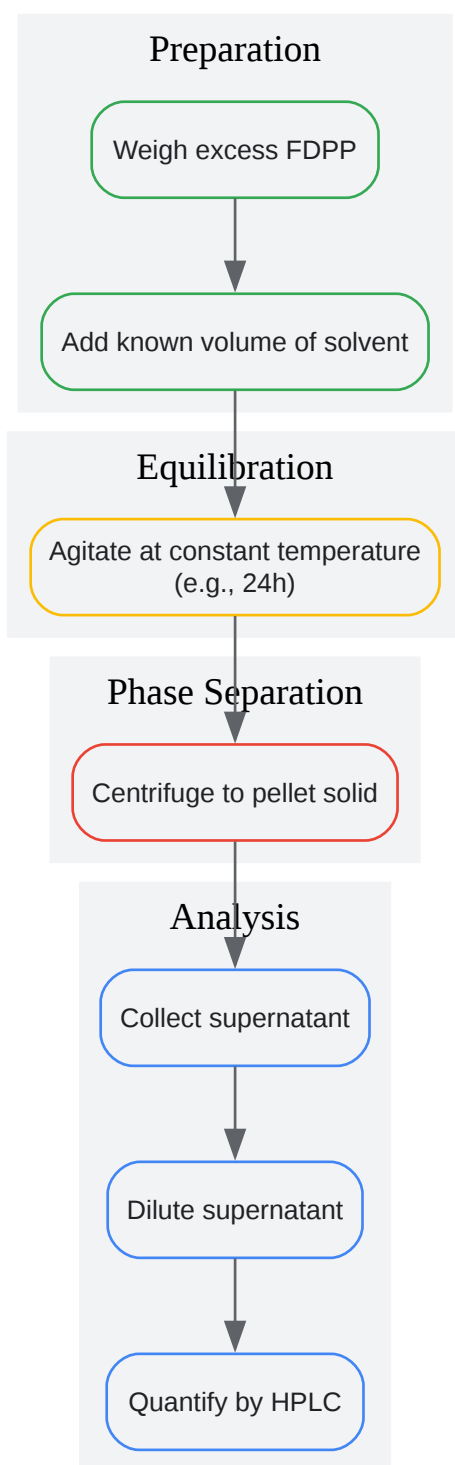 Preparation
Weigh excess FDPP
Add known volume of solvent
Equilibration
Agitate at constant temperature
(e.g., 24h)
Phase Separation
Centrifuge to pellet solid
Analysis
Collect supernatant
Dilute supernatant
Quantify by HPLC